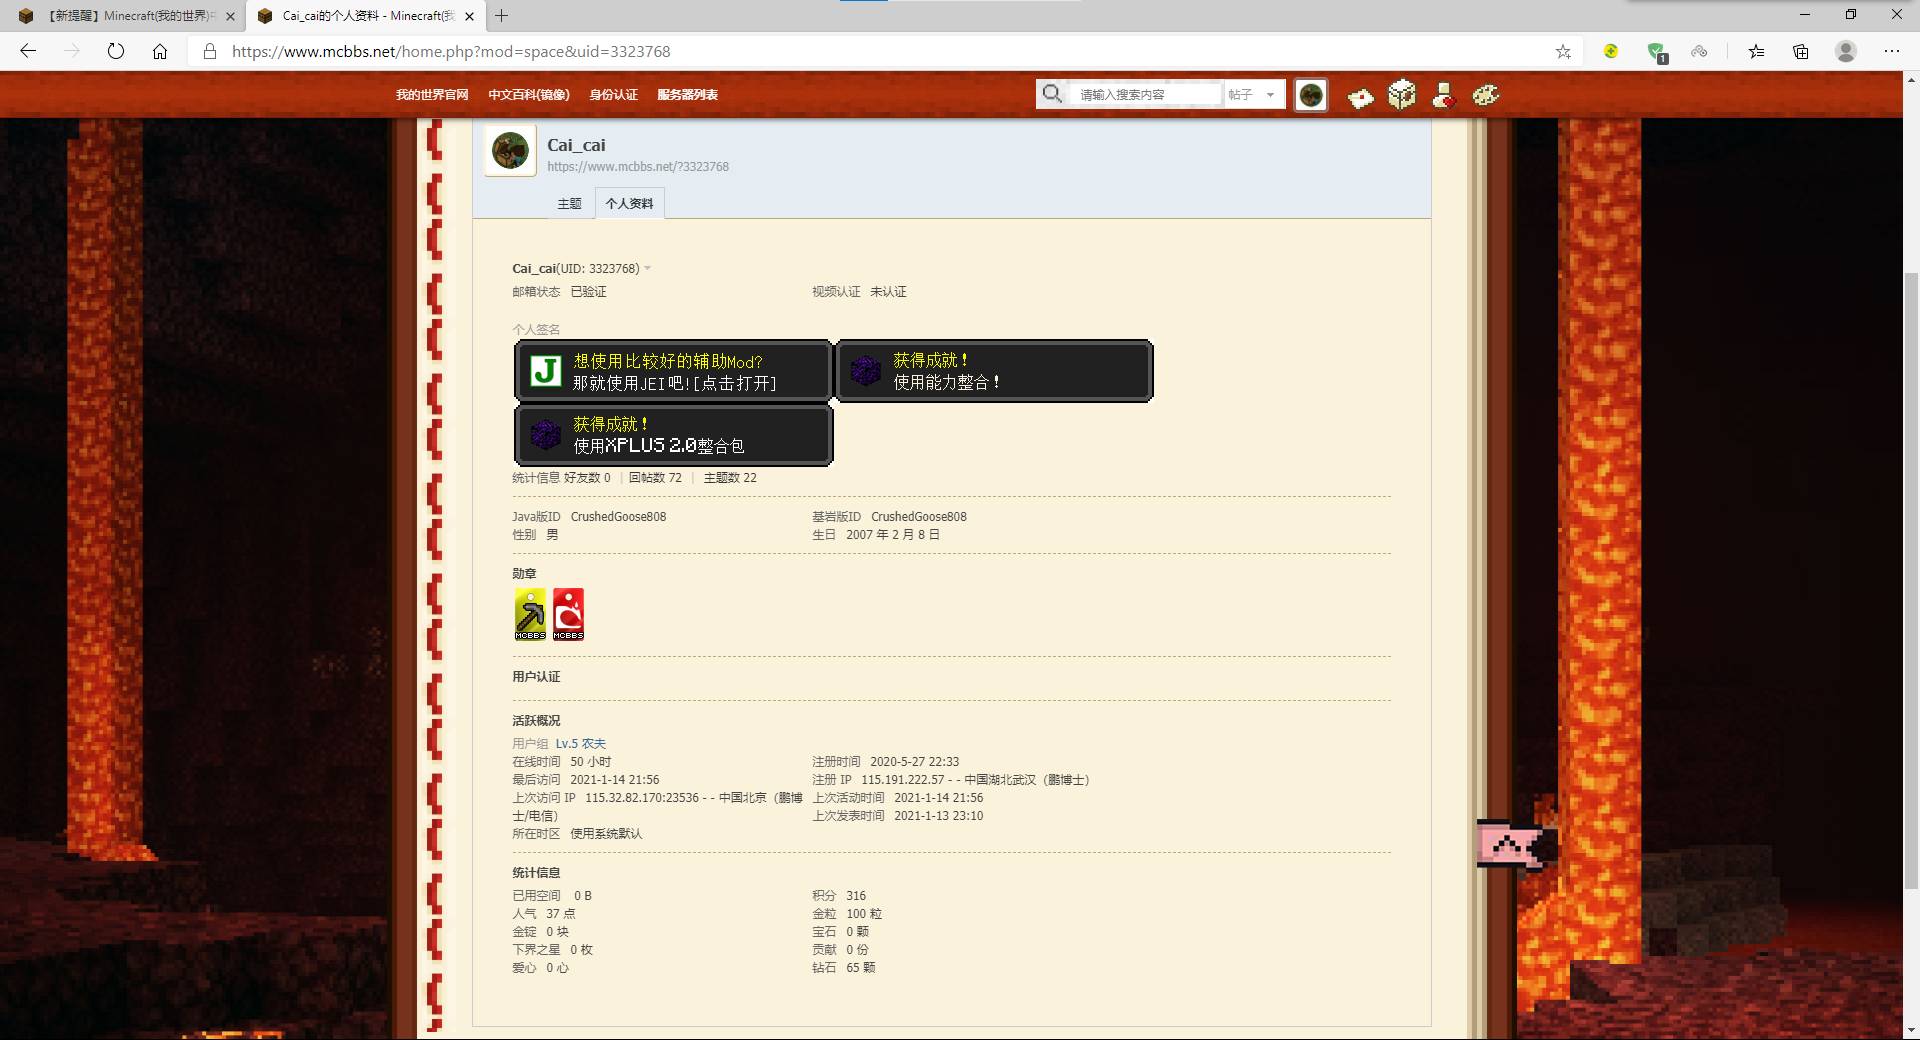 【新提醒】Minecraft(我的世界)
Cai_cai的个人资料 - Minecraft(我
https://www.mcbbs.net/home.php?mod=space&uid=3323768
1
我的世界官网 中文百科(镜像) 身份认证 服务器列表
请输入搜索内容 帖子
Cai_cai
https://www.mcbbs.net/?3323768
主题 个人资料
Cai_cai(UID: 3323768)
邮箱状态 已验证 视频认证 未认证
个人签名
想使用比较好的辅助Mod?
那就使用JEI吧![点击打开]
J
获得成就！
使用能力整合！
获得成就！
使用XPLUS 2.0整合包
统计信息 好友数 0 | 回帖数 72 | 主题数 22
Java版ID CrushedGoose808 基岩版ID CrushedGoose808
性别 男 生日 2007 年 2 月 8 日
勋章
MCBBS MCBBS
用户认证
活跃概况
用户组 Lv.5 农夫
在线时间 50 小时 注册时间 2020-5-27 22:33
最后访问 2021-1-14 21:56 注册 IP 115.191.222.57 - - 中国湖北武汉（鹏博士）
上次访问 IP 115.32.82.170:23536 - - 中国北京（鹏博 上次活动时间 2021-1-14 21:56
士/电信） 上次发表时间 2021-1-13 23:10
所在时区 使用系统默认
统计信息
已用空间 0 B 积分 316
人气 37 点 金粒 100 粒
金锭 0 块 宝石 0 颗
下界之星 0 枚 贡献 0 份
爱心 0 心 钻石 65 颗